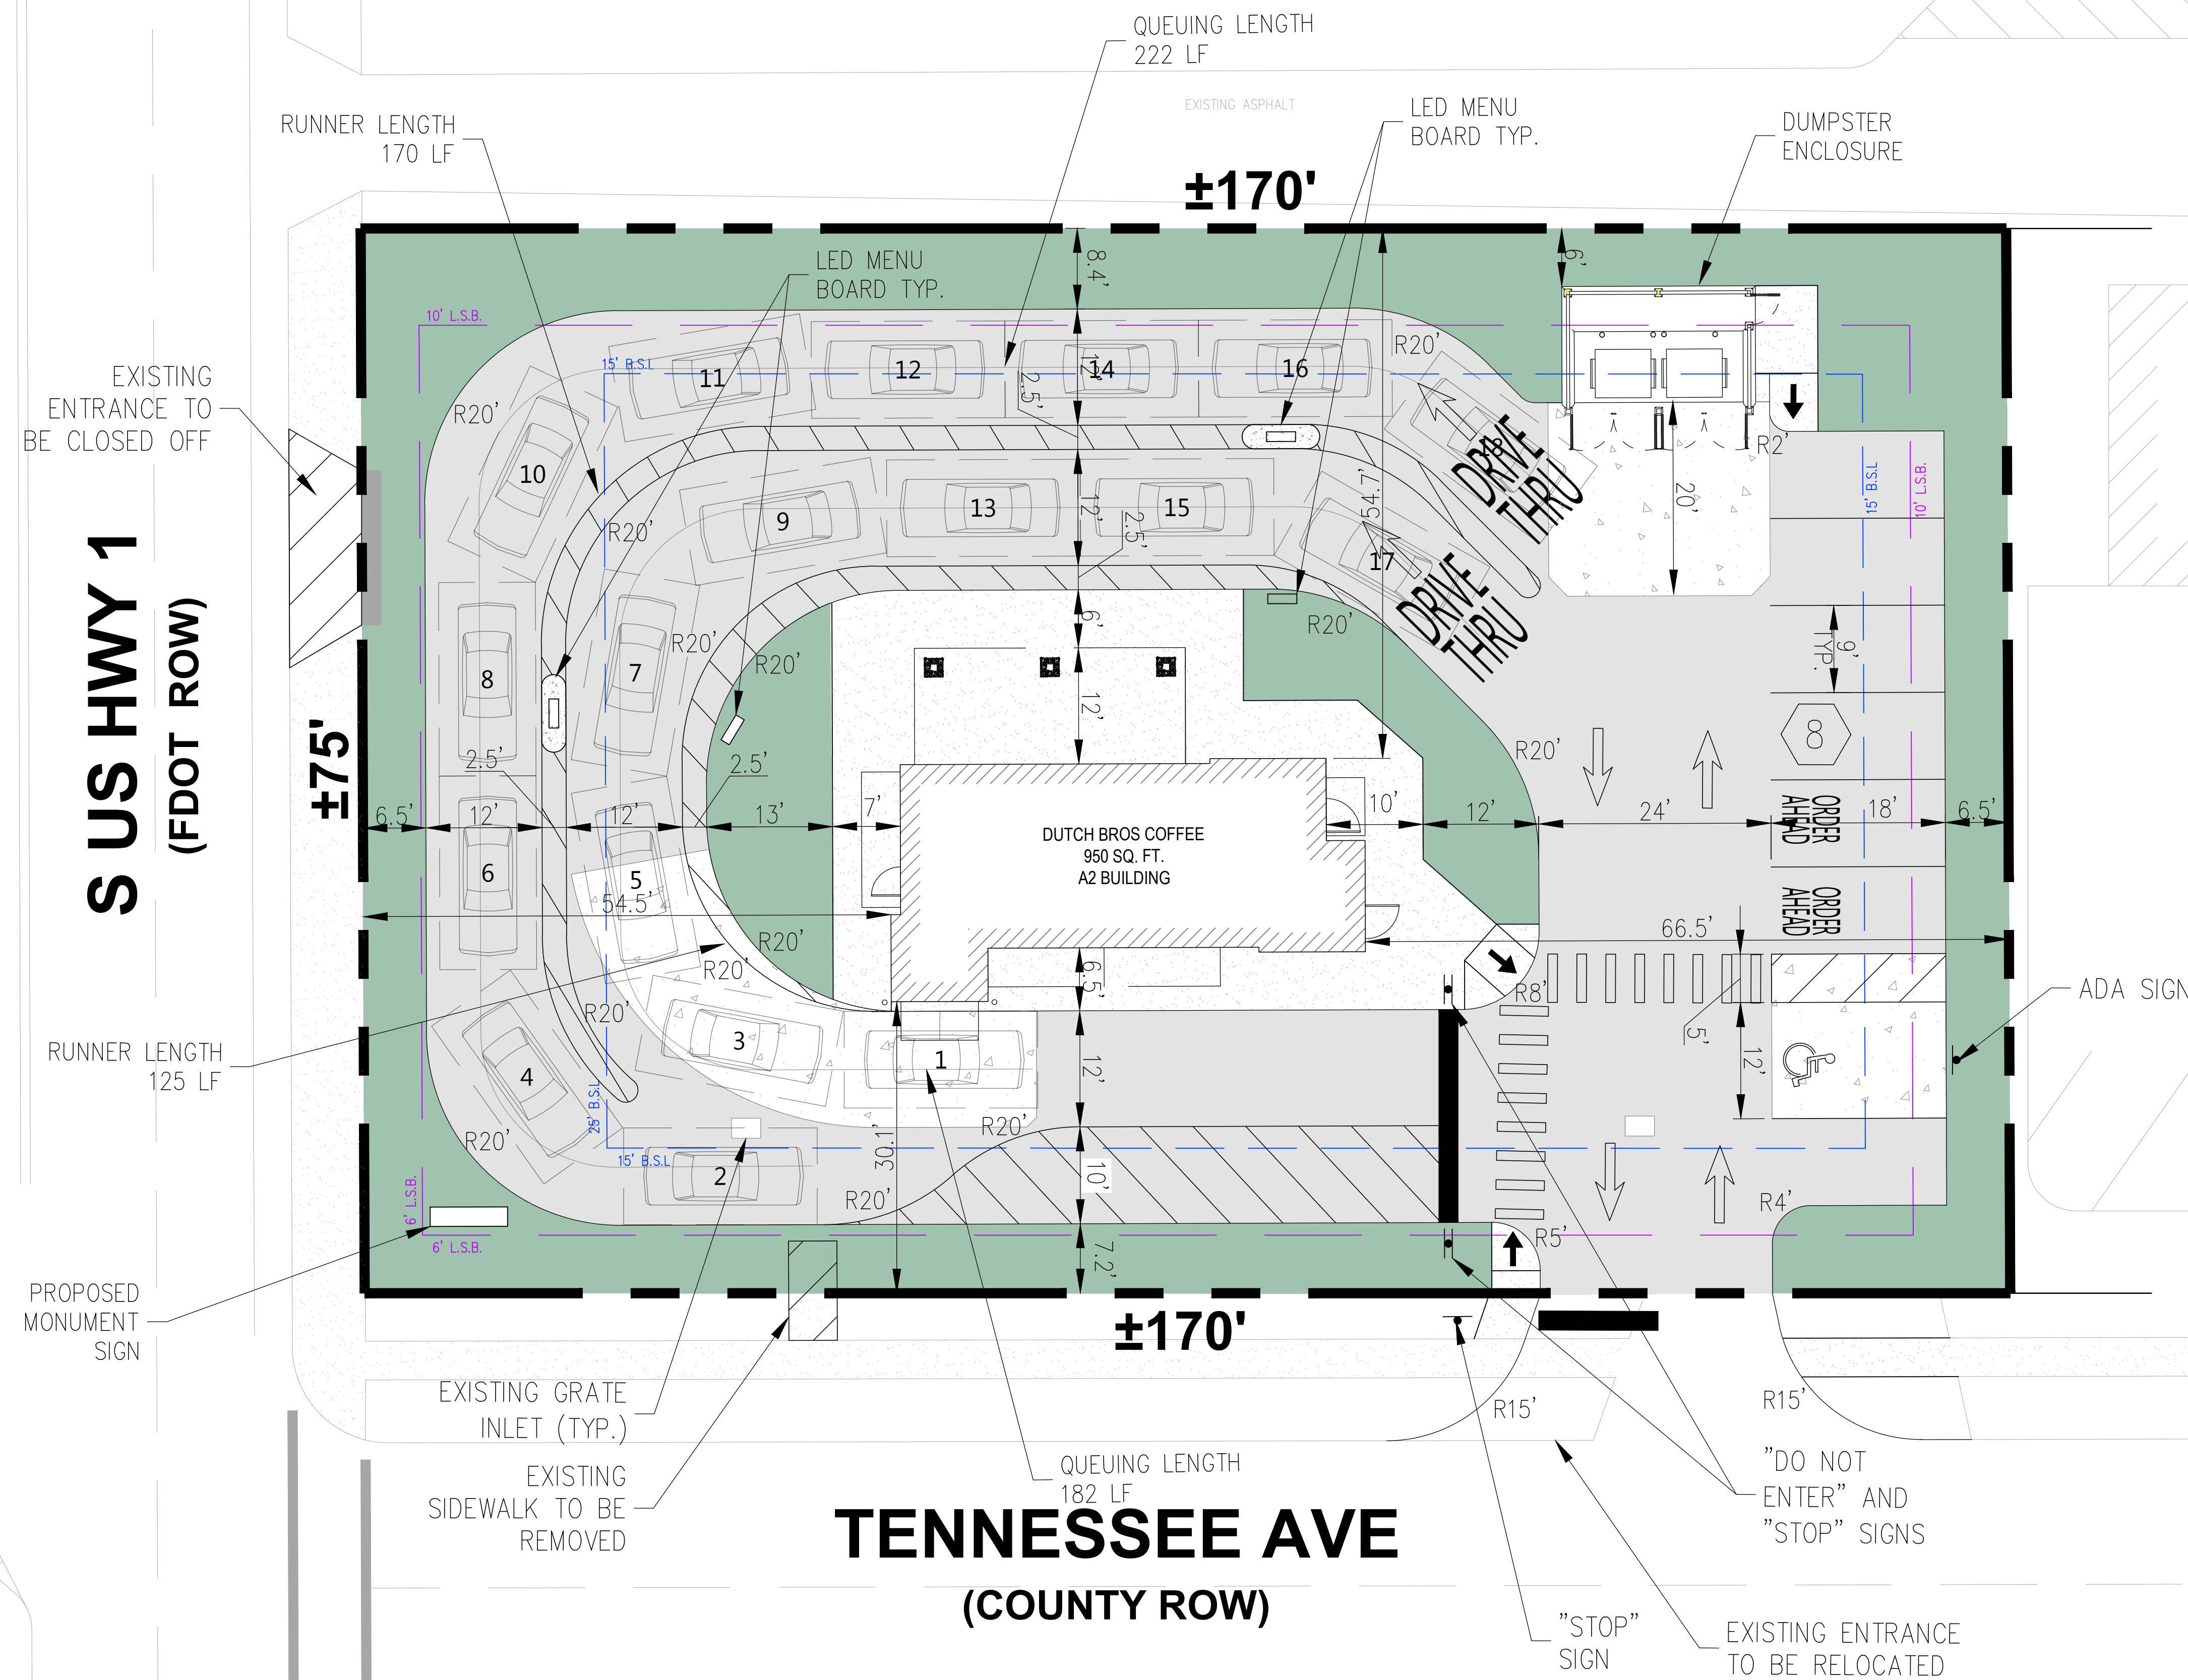 QUEUING LENGTH
222 LF
EXISTING ASPHALT
LED MENU
BOARD TYP.
DUMPSTER
ENCLOSURE
RUNNER LENGTH
170 LF
±170'
LED MENU
BOARD TYP.
8.4'
6'
10' L.S.B.
15' B.S.L
R20'
11
12
14
12'
16
R20'
2.5'
EXISTING
ENTRANCE TO
BE CLOSED OFF
R20'
10
18
DRIVE
THRU
R2'
15' B.S.L
10' L.S.B.
54.7'
20'
9
13
12'
15
2.5'
17
DRIVE
THRU
R20'
R20'
R20'
6'
R20'
9'
TYP.
S US HWY 1
(FDOT ROW)
±75'
8
7
12'
8
R20'
2.5'
2.5'
6.5'
12'
12'
13'
7'
10'
12'
24'
18'
6.5'
ORDER
AHEAD
ORDER
AHEAD
DUTCH BROS COFFEE
950 SQ. FT.
A2 BUILDING
6
5
54.5'
66.5'
R20'
R20'
6.5'
R8'
ADA SIGN
R20'
3
1
12'
5'
12'
RUNNER LENGTH
125 LF
4
25' B.S.L
R20'
R20'
30.1'
15' B.S.L
2
R20'
10'
R4'
6' L.S.B.
6' L.S.B.
7.2'
R5'
PROPOSED
MONUMENT
SIGN
±170'
EXISTING GRATE
INLET (TYP.)
R15'
R15'
EXISTING
SIDEWALK TO BE
REMOVED
QUEUING LENGTH
182 LF
"DO NOT
ENTER" AND
"STOP" SIGNS
TENNESSEE AVE
(COUNTY ROW)
"STOP"
SIGN
EXISTING ENTRANCE
TO BE RELOCATED